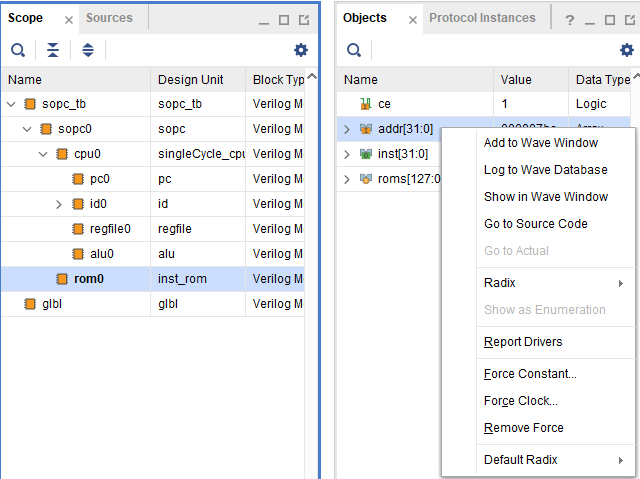 Scope
Sources
Name Design Unit Block Typ
sopc_tb sopc_tb Verilog M
sopc0 sopc Verilog M
cpu0 singleCycle_cpu Verilog M
pc0 pc Verilog M
id0 id Verilog M
regfile0 regfile Verilog M
alu0 alu Verilog M
rom0 inst_rom Verilog M
glbl glbl Verilog M
Objects
Protocol Instances
?
Name Value Data Type
ce 1 Logic
addr[31:0]
inst[31:0]
roms[127:0
Add to Wave Window
Log to Wave Database
Show in Wave Window
Go to Source Code
Go to Actual
Radix
Show as Enumeration
Report Drivers
Force Constant...
Force Clock...
Remove Force
Default Radix